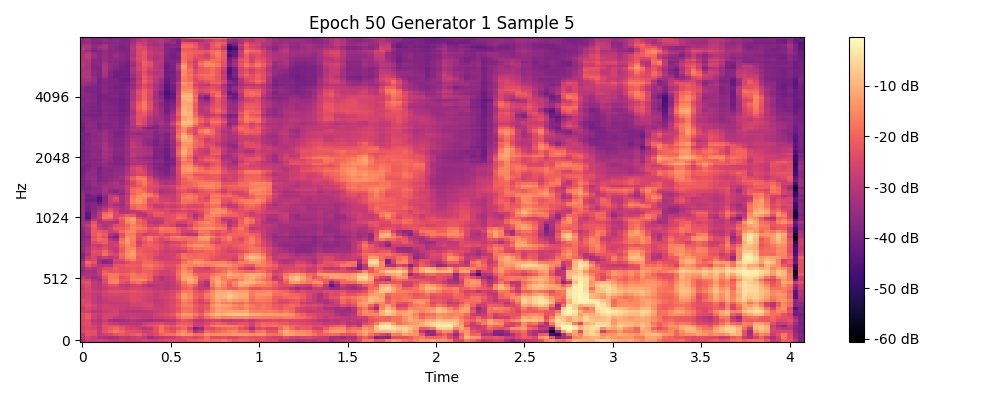 Epoch 50 Generator 1 Sample 5
Hz
4096
2048
1024
512
0
0 0.5 1 1.5 2 2.5 3 3.5 4
Time
-10 dB
-20 dB
-30 dB
-40 dB
-50 dB
-60 dB